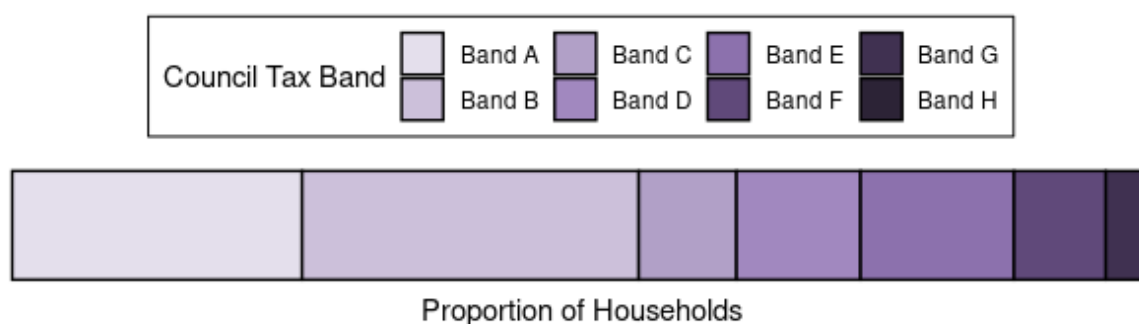 Council Tax Band
Band A Band C Band E Band G
Band B Band D Band F Band H
Proportion of Households